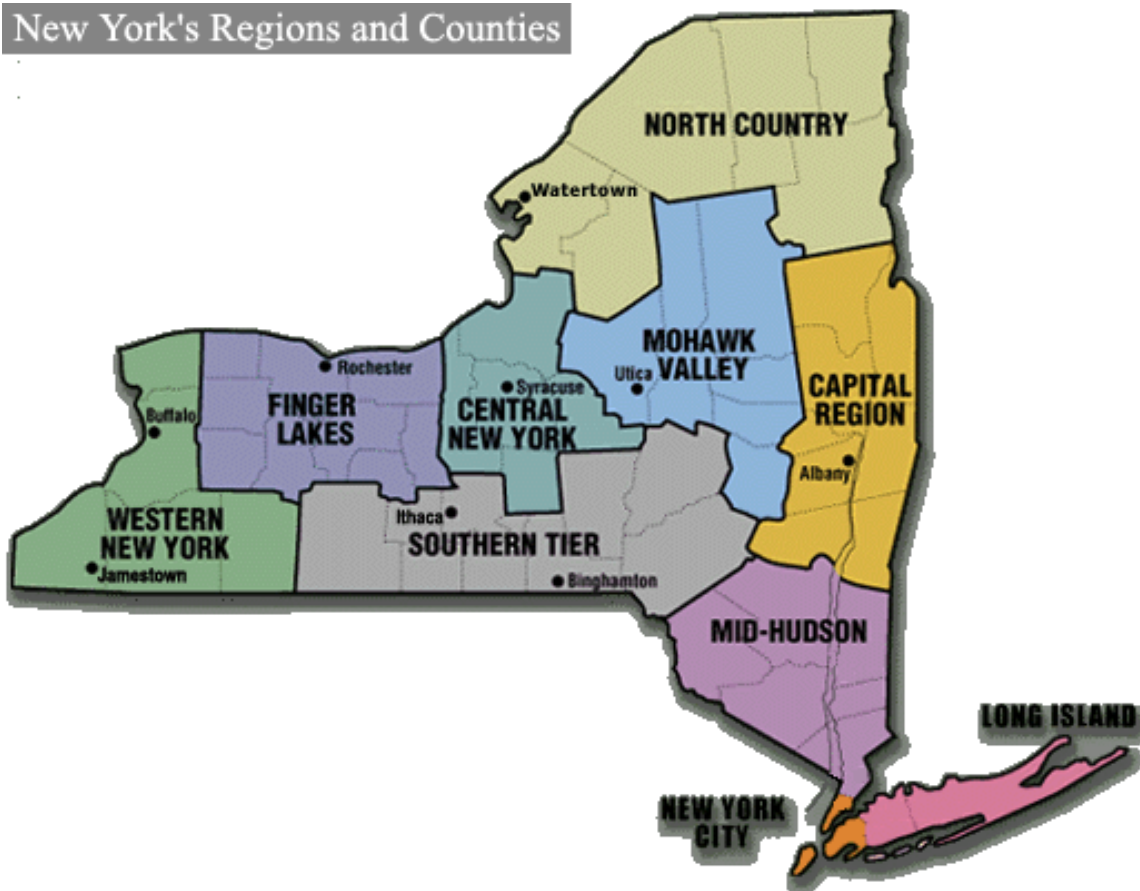 New York's Regions and Counties
NORTH COUNTRY
Watertown
MOHAWK
VALLEY
Utica
Rochester
FINGER
LAKES
Syracuse
CENTRAL
NEW YORK
CAPITAL
REGION
Albany
Buffalo
WESTERN
NEW YORK
Jamestown
Ithaca
SOUTHERN TIER
Binghamton
MID-HUDSON
LONG ISLAND
NEW YORK
CITY